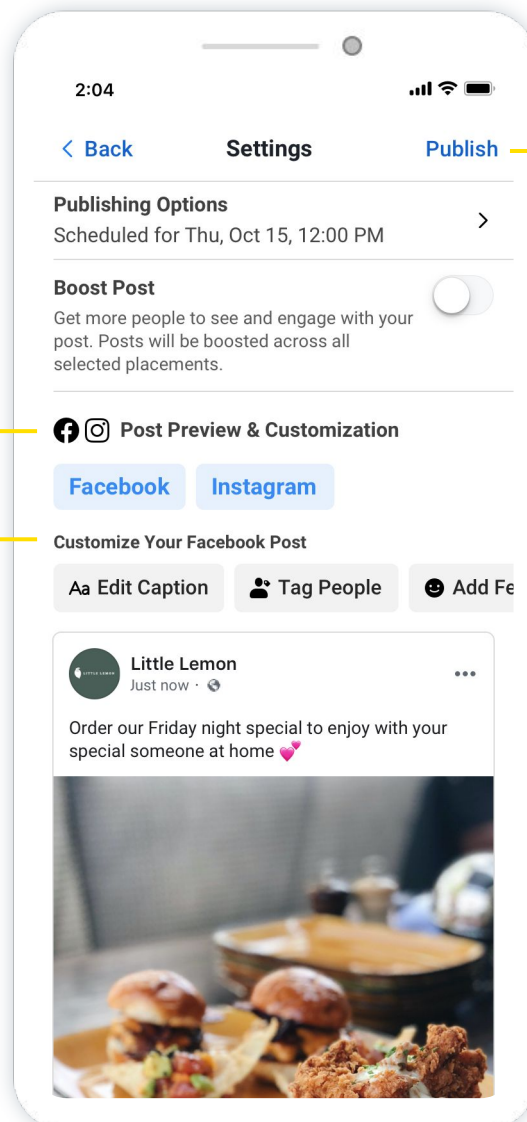 2:04
Back Settings Publish
Publishing Options
Scheduled for Thu, Oct 15, 12:00 PM
Boost Post
Get more people to see and engage with your
post. Posts will be boosted across all
selected placements.
Post Preview & Customization
Facebook Instagram
Customize Your Facebook Post
Aa Edit Caption Tag People Add Fe
LITTLE LEMON
Little Lemon
Just now ·
Order our Friday night special to enjoy with your
special someone at home 💕